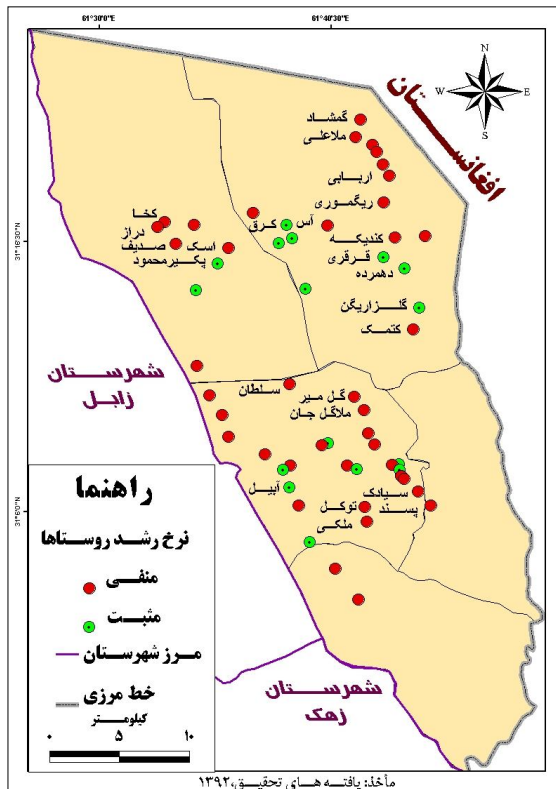 61°30'0"E
61°40'30"E
N
W E
S
افغانستان
گمشاد
ملاعلی
اربابی
ریگموری
کخا
دراز
صدیف
اسک
پکیرمحمود
کرق
آس
کندیکه
قرقری
دهمرده
گلزاریگن
کتمک
31°18'30"N
شهرستان
زابل
سلطان
گل میر
ملاگل جان
آبیل
سیادک
پسند
توکل
ملکی
31°6'0"N
راهنما
نرخ رشد روستاها
منفی
مثبت
مرز شهرستان
خط مرزی
کیلومتر
0 5 10
شهرستان
زهک
مأخذ: یافته های تحقیق،۱۳۹۲